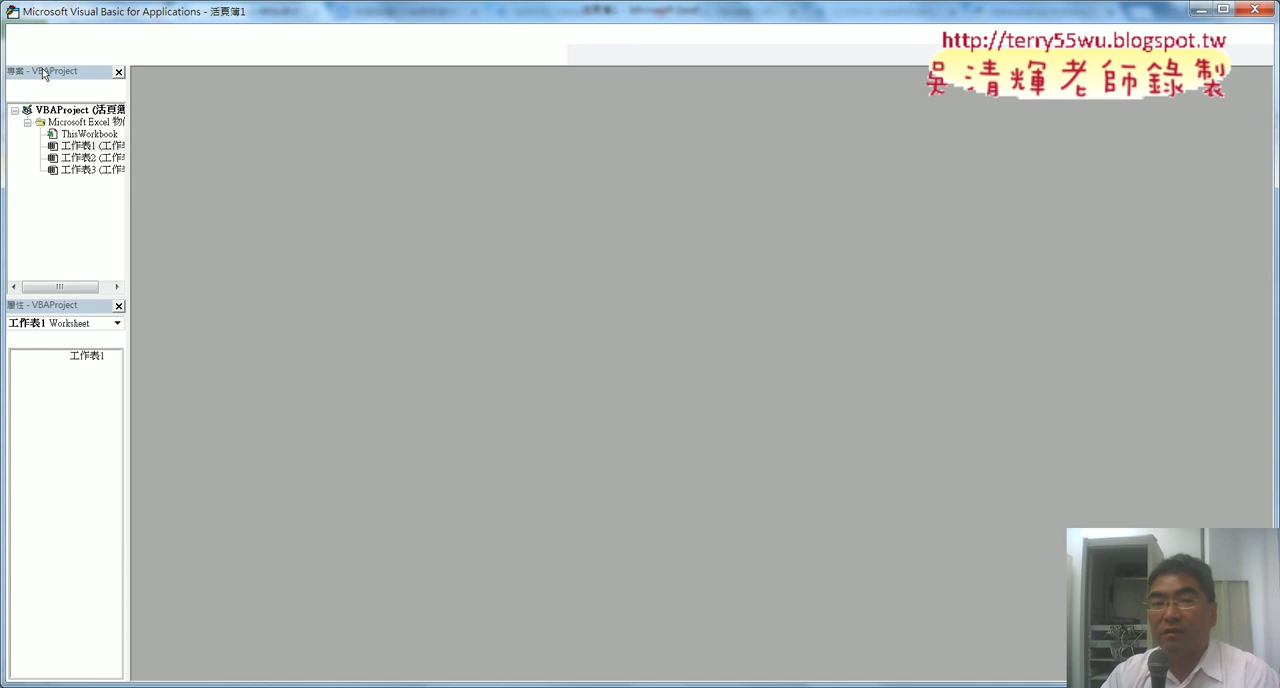 Microsoft Visual Basic for Applications - 活頁簿1
http://terry55wu.blogspot.tw
吳清輝老師錄製
專案 - VBAProject
VBAProject (活頁簿
Microsoft Excel 物
ThisWorkbook
工作表1 (工作
工作表2 (工作
工作表3 (工作
屬性 - VBAProject
工作表1 Worksheet
工作表1